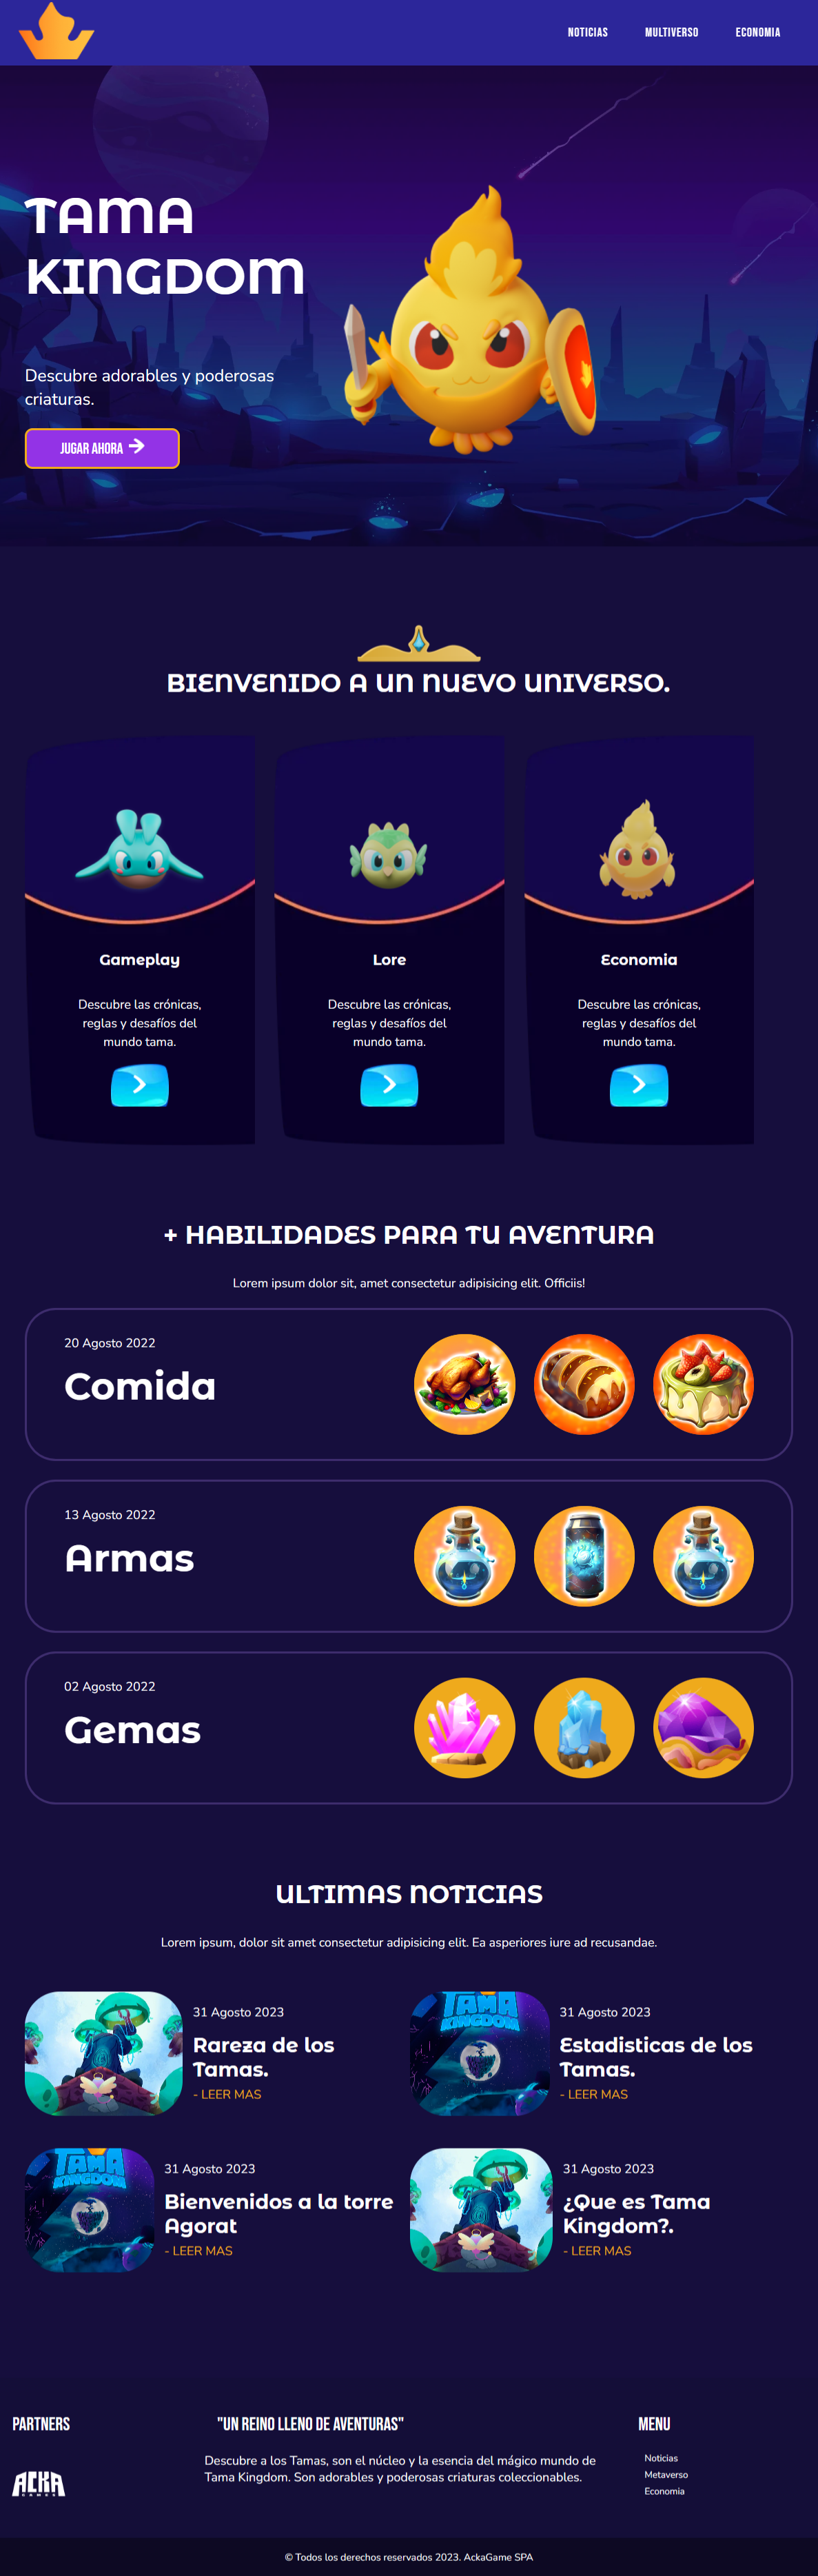 NOTICIAS MULTIVERSO ECONOMIA
TAMA
KINGDOM
Descubre adorables y poderosas
criaturas.
JUGAR AHORA
BIENVENIDO A UN NUEVO UNIVERSO.
Gameplay
Descubre las crónicas,
reglas y desafíos del
mundo tama.
Lore
Descubre las crónicas,
reglas y desafíos del
mundo tama.
Economia
Descubre las crónicas,
reglas y desafíos del
mundo tama.
+ HABILIDADES PARA TU AVENTURA
Lorem ipsum dolor sit, amet consectetur adipisicing elit. Officiis!
20 Agosto 2022
Comida
13 Agosto 2022
Armas
02 Agosto 2022
Gemas
ULTIMAS NOTICIAS
Lorem ipsum, dolor sit amet consectetur adipisicing elit. Ea asperiores iure ad recusandae.
31 Agosto 2023
Rareza de los
Tamas.
- LEER MAS
TAMA
KINGDOM
31 Agosto 2023
Estadisticas de los
Tamas.
- LEER MAS
TAMA
KINGDOM
31 Agosto 2023
Bienvenidos a la torre
Agorat
- LEER MAS
31 Agosto 2023
¿Que es Tama
Kingdom?.
- LEER MAS
PARTNERS
ACKA
GAMES
"UN REINO LLENO DE AVENTURAS"
Descubre a los Tamas, son el núcleo y la esencia del mágico mundo de
Tama Kingdom. Son adorables y poderosas criaturas coleccionables.
MENU
Noticias
Metaverso
Economia
© Todos los derechos reservados 2023. AckaGame SPA